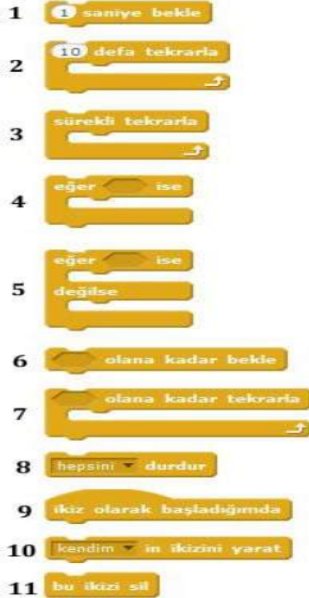 1 1 saniye bekle
2 10 defa tekrarla
3 sürekli tekrarla
4 eğer ise
5 eğer ise
değilse
6 olana kadar bekle
7 olana kadar tekrarla
8 hepsini durdur
9 ikiz olarak başladığımda
10 kendim in ikizini yarat
11 bu ikizi sil